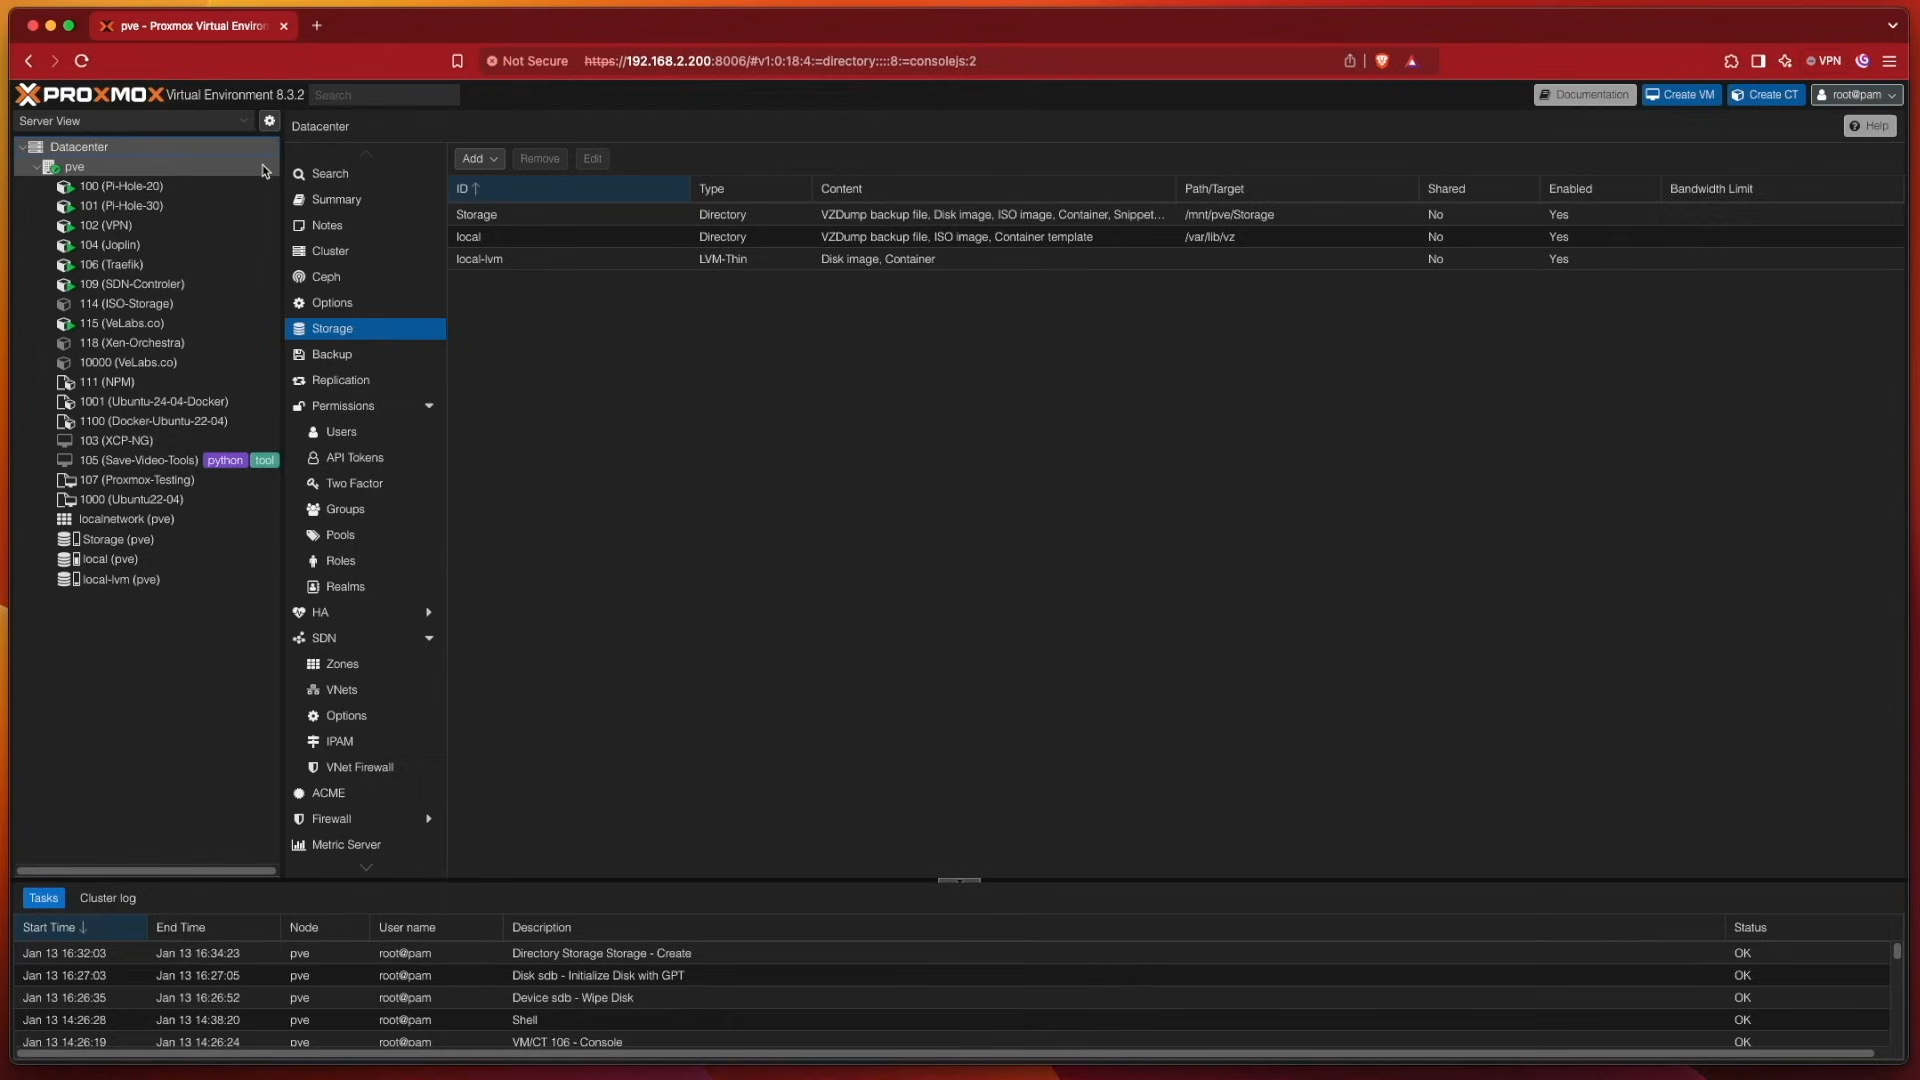 pve - Proxmox Virtual Enviro
Not Secure https://192.168.2.200:8006/#v1:0:18:4:=directory::::8:=consolejs:2
VPN
PROXMOX Virtual Environment 8.3.2 Search
Documentation Create VM Create CT root@pam
Server View
Datacenter
Help
Datacenter
pve
100 (Pi-Hole-20)
101 (Pi-Hole-30)
102 (VPN)
104 (Joplin)
106 (Traefik)
109 (SDN-Controler)
114 (ISO-Storage)
115 (VeLabs.co)
118 (Xen-Orchestra)
10000 (VeLabs.co)
111 (NPM)
1001 (Ubuntu-24-04-Docker)
1100 (Docker-Ubuntu-22-04)
103 (XCP-NG)
105 (Save-Video-Tools) python tool
107 (Proxmox-Testing)
1000 (Ubuntu22-04)
localnetwork (pve)
Storage (pve)
local (pve)
local-lvm (pve)
Search
Summary
Notes
Cluster
Ceph
Options
Storage
Backup
Replication
Permissions
Users
API Tokens
Two Factor
Groups
Pools
Roles
Realms
HA
SDN
Zones
VNets
Options
IPAM
VNet Firewall
ACME
Firewall
Metric Server
Add Remove Edit
ID Type Content Path/Target Shared Enabled Bandwidth Limit
Storage Directory VZDump backup file, Disk image, ISO image, Container, Snippet... /mnt/pve/Storage No Yes
local Directory VZDump backup file, ISO image, Container template /var/lib/vz No Yes
local-lvm LVM-Thin Disk image, Container No Yes
Tasks Cluster log
Start Time End Time Node User name Description Status
Jan 13 16:32:03 Jan 13 16:34:23 pve root@pam Directory Storage Storage - Create OK
Jan 13 16:27:03 Jan 13 16:27:05 pve root@pam Disk sdb - Initialize Disk with GPT OK
Jan 13 16:26:35 Jan 13 16:26:52 pve root@pam Device sdb - Wipe Disk OK
Jan 13 14:26:28 Jan 13 14:38:20 pve root@pam Shell OK
Jan 13 14:26:19 Jan 13 14:26:24 pve root@pam VM/CT 106 - Console OK